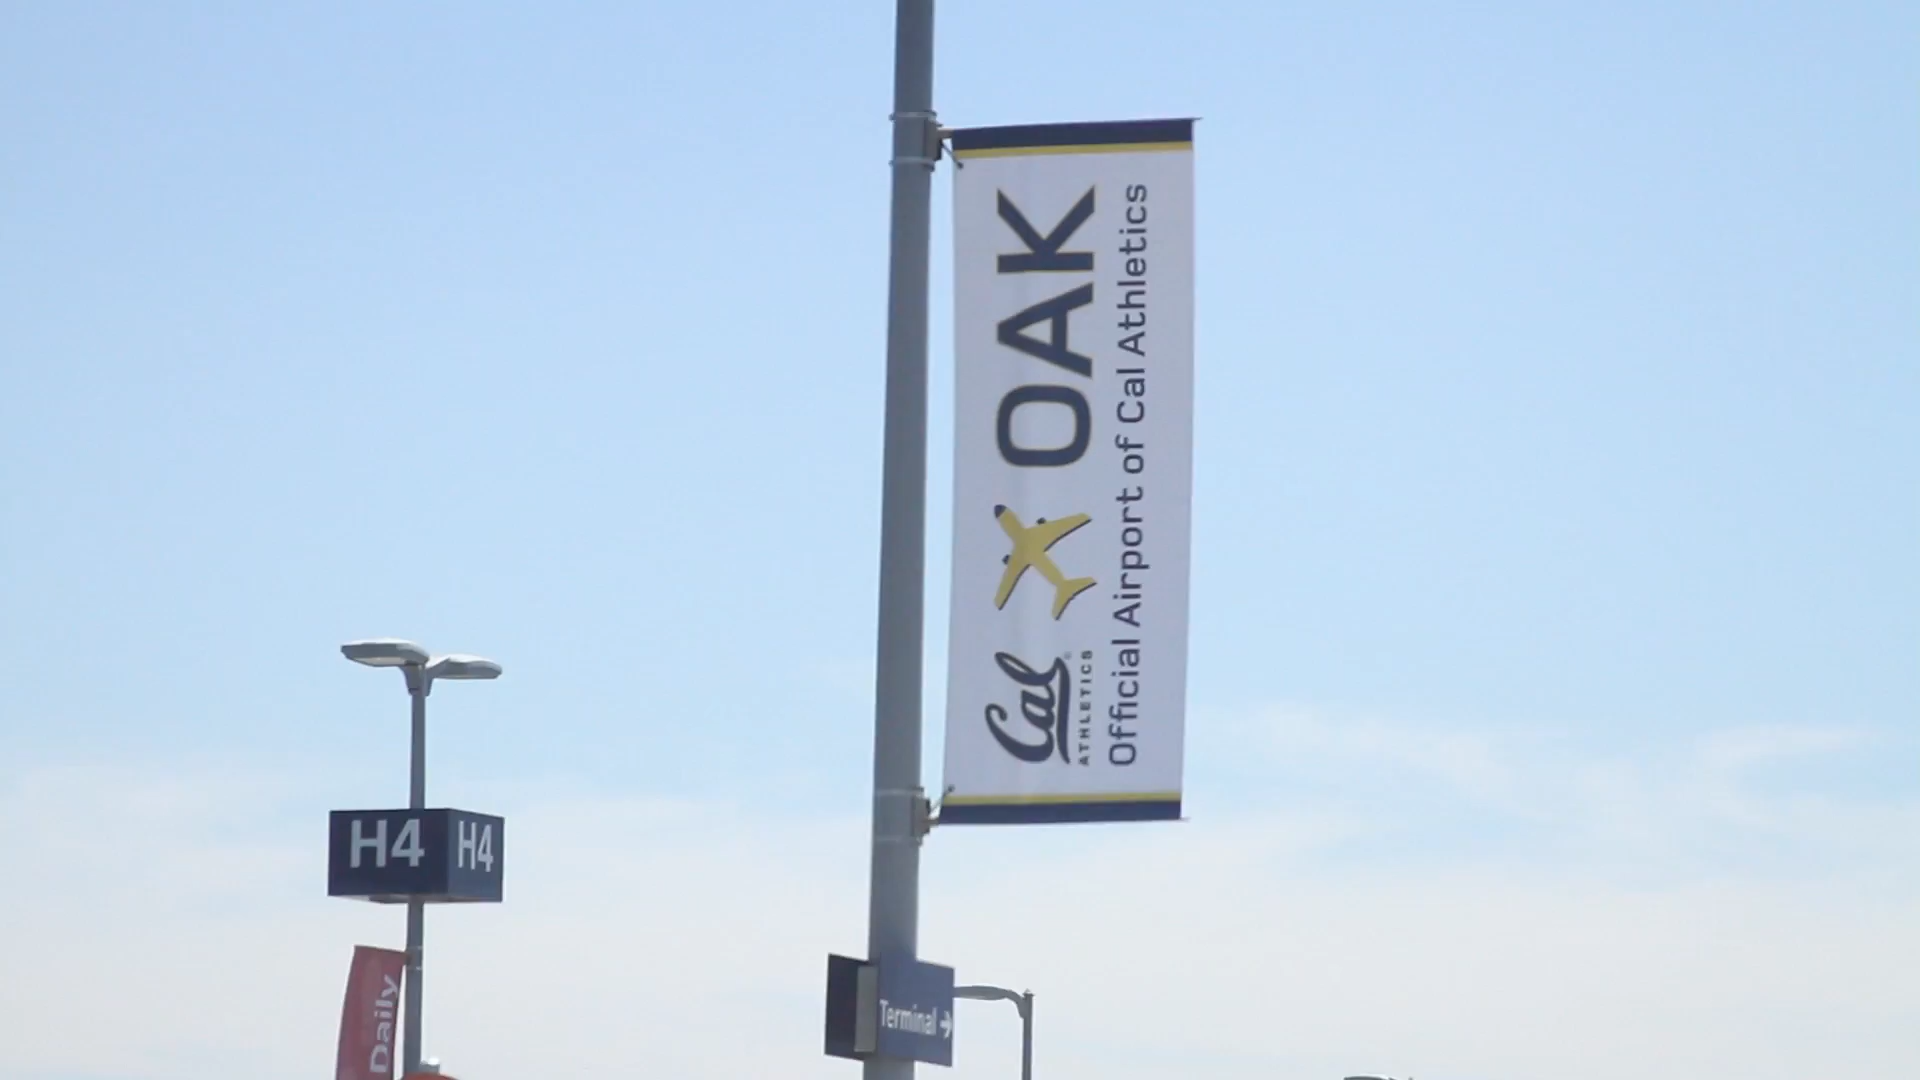 OAK
Cal
ATHLETICS
Official Airport of Cal Athletics
H4
H4
Daily
Terminal →